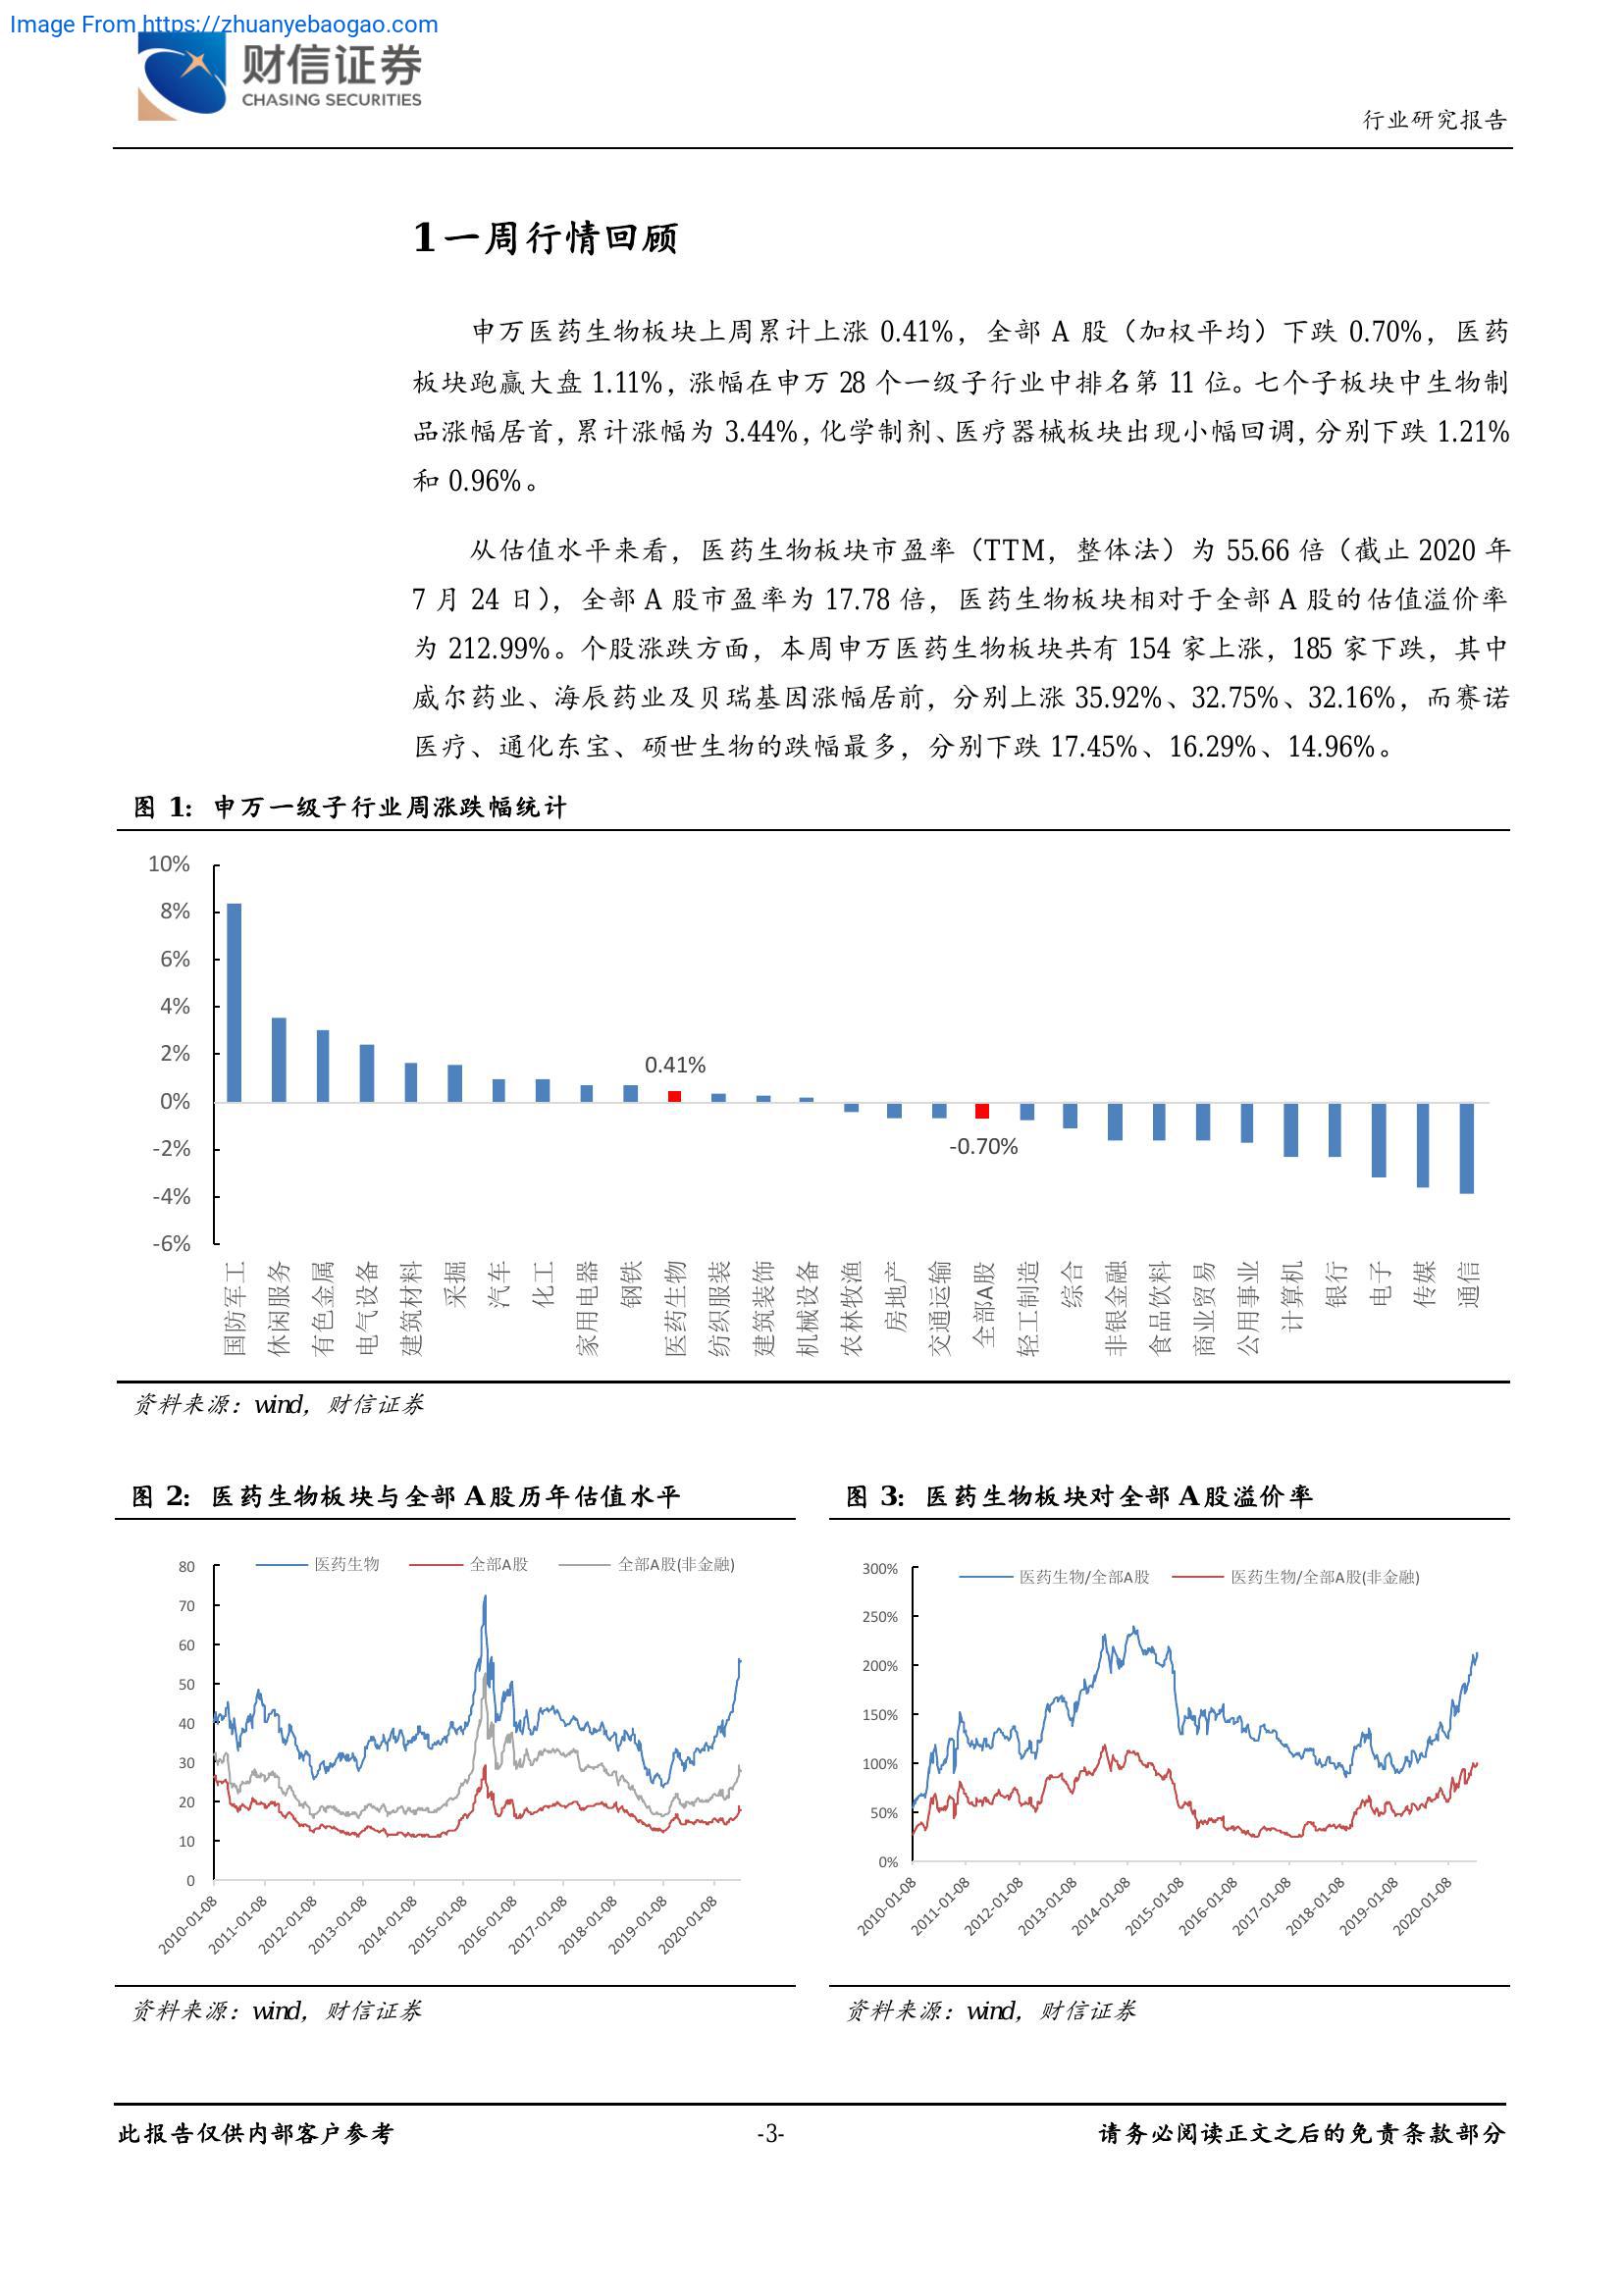 Image From https://zhuanyebaogao.com
财信证券
CHASING SECURITIES
行业研究报告
1一周行情回顾
申万医药生物板块上周累计上涨 0.41%，全部 A 股（加权平均）下跌 0.70%，医药
板块跑赢大盘 1.11%，涨幅在申万 28 个一级子行业中排名第 11 位。七个子板块中生物制
品涨幅居首，累计涨幅为 3.44%，化学制剂、医疗器械板块出现小幅回调，分别下跌 1.21%
和 0.96%。
从估值水平来看，医药生物板块市盈率（TTM，整体法）为 55.66 倍（截止 2020 年
7 月 24 日），全部 A 股市盈率为 17.78 倍，医药生物板块相对于全部 A 股的估值溢价率
为 212.99%。个股涨跌方面，本周申万医药生物板块共有 154 家上涨，185 家下跌，其中
威尔药业、海辰药业及贝瑞基因涨幅居前，分别上涨 35.92%、32.75%、32.16%，而赛诺
医疗、通化东宝、硕世生物的跌幅最多，分别下跌 17.45%、16.29%、14.96%。
图 1: 申万一级子行业周涨跌幅统计
10%
8%
6%
4%
2%
0%
-2%
-4%
-6%
0.41%
-0.70%
国防军工
休闲服务
有色金属
电气设备
建筑材料
采掘
汽车
化工
家用电器
钢铁
医药生物
纺织服装
建筑装饰
机械设备
农林牧渔
房地产
交通运输
全部A股
轻工制造
综合
非银金融
食品饮料
商业贸易
公用事业
计算机
银行
电子
传媒
通信
资料来源：wind，财信证券
图 2: 医药生物板块与全部 A 股历年估值水平
医药生物
全部A股
全部A股(非金融)
80
70
60
50
40
30
20
10
0
2010-01-08
2011-01-08
2012-01-08
2013-01-08
2014-01-08
2015-01-08
2016-01-08
2017-01-08
2018-01-08
2019-01-08
2020-01-08
资料来源：wind，财信证券
图 3: 医药生物板块对全部 A 股溢价率
医药生物/全部A股
医药生物/全部A股(非金融)
300%
250%
200%
150%
100%
50%
0%
2010-01-08
2011-01-08
2012-01-08
2013-01-08
2014-01-08
2015-01-08
2016-01-08
2017-01-08
2018-01-08
2019-01-08
2020-01-08
资料来源：wind，财信证券
此报告仅供内部客户参考
-3-
请务必阅读正文之后的免责条款部分